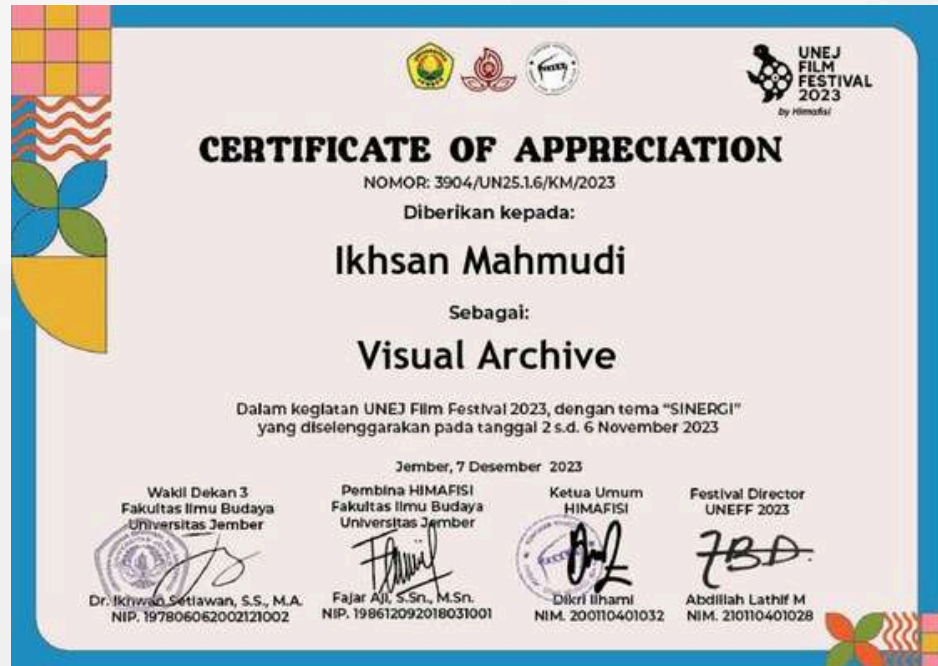 UNEJ
FILM
FESTIVAL
2023
by Himafisi
CERTIFICATE OF APPRECIATION
NOMOR: 3904/UN25.1.6/KM/2023
Diberikan kepada:
Ikhsan Mahmudi
Sebagai:
Visual Archive
Dalam kegiatan UNEJ Film Festival 2023, dengan tema “SINERGI”
yang diselenggarakan pada tanggal 2 s.d. 6 November 2023
Jember, 7 Desember 2023
Wakil Dekan 3
Fakultas Ilmu Budaya
Universitas Jember
Dr. Ikhwan Setiawan, S.S., M.A.
NIP. 197806062002121002
Pembina HIMAFISI
Fakultas Ilmu Budaya
Universitas Jember
Fajar Aji, S.Sn., M.Sn.
NIP. 198612092018031001
Ketua Umum
HIMAFISI
Dikri Ilhami
NIM. 200110401032
Festival Director
UNEFF 2023
Abdillah Lathif M
NIM. 210110401028